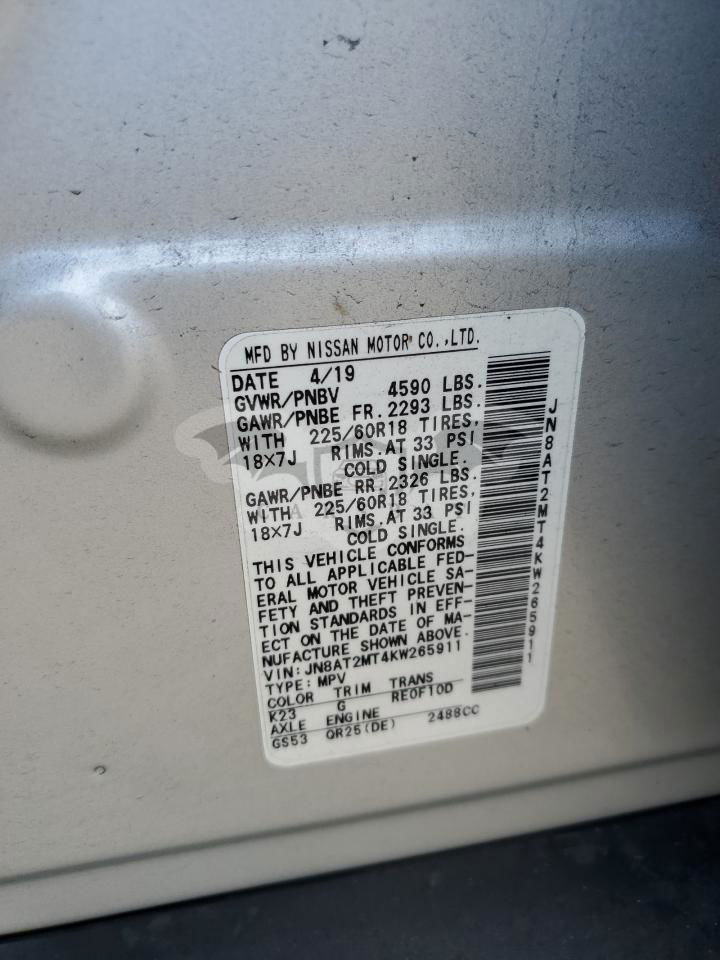 MFD BY NISSAN MOTOR CO.,LTD.
DATE 4/19
GVWR/PNBV 4590 LBS.
GAWR/PNBE FR. 2293 LBS.
WITH 225/60R18 TIRES,
18×7J RIMS.AT 33 PSI
COLD SINGLE.
GAWR/PNBE RR. 2326 LBS.
WITH 225/60R18 TIRES,
18×7J RIMS.AT 33 PSI
COLD SINGLE.
THIS VEHICLE CONFORMS
TO ALL APPLICABLE FED-
ERAL MOTOR VEHICLE SA-
FETY AND THEFT PREVEN-
TION STANDARDS IN EFF-
ECT ON THE DATE OF MA-
NUFACTURE SHOWN ABOVE.
VIN:JN8AT2MT4KW265911
TYPE:MPV
COLOR TRIM TRANS
K23 G RE0F10D
AXLE ENGINE
GS53 QR25(DE) 2488CC
JN8AT2MT4KW265911